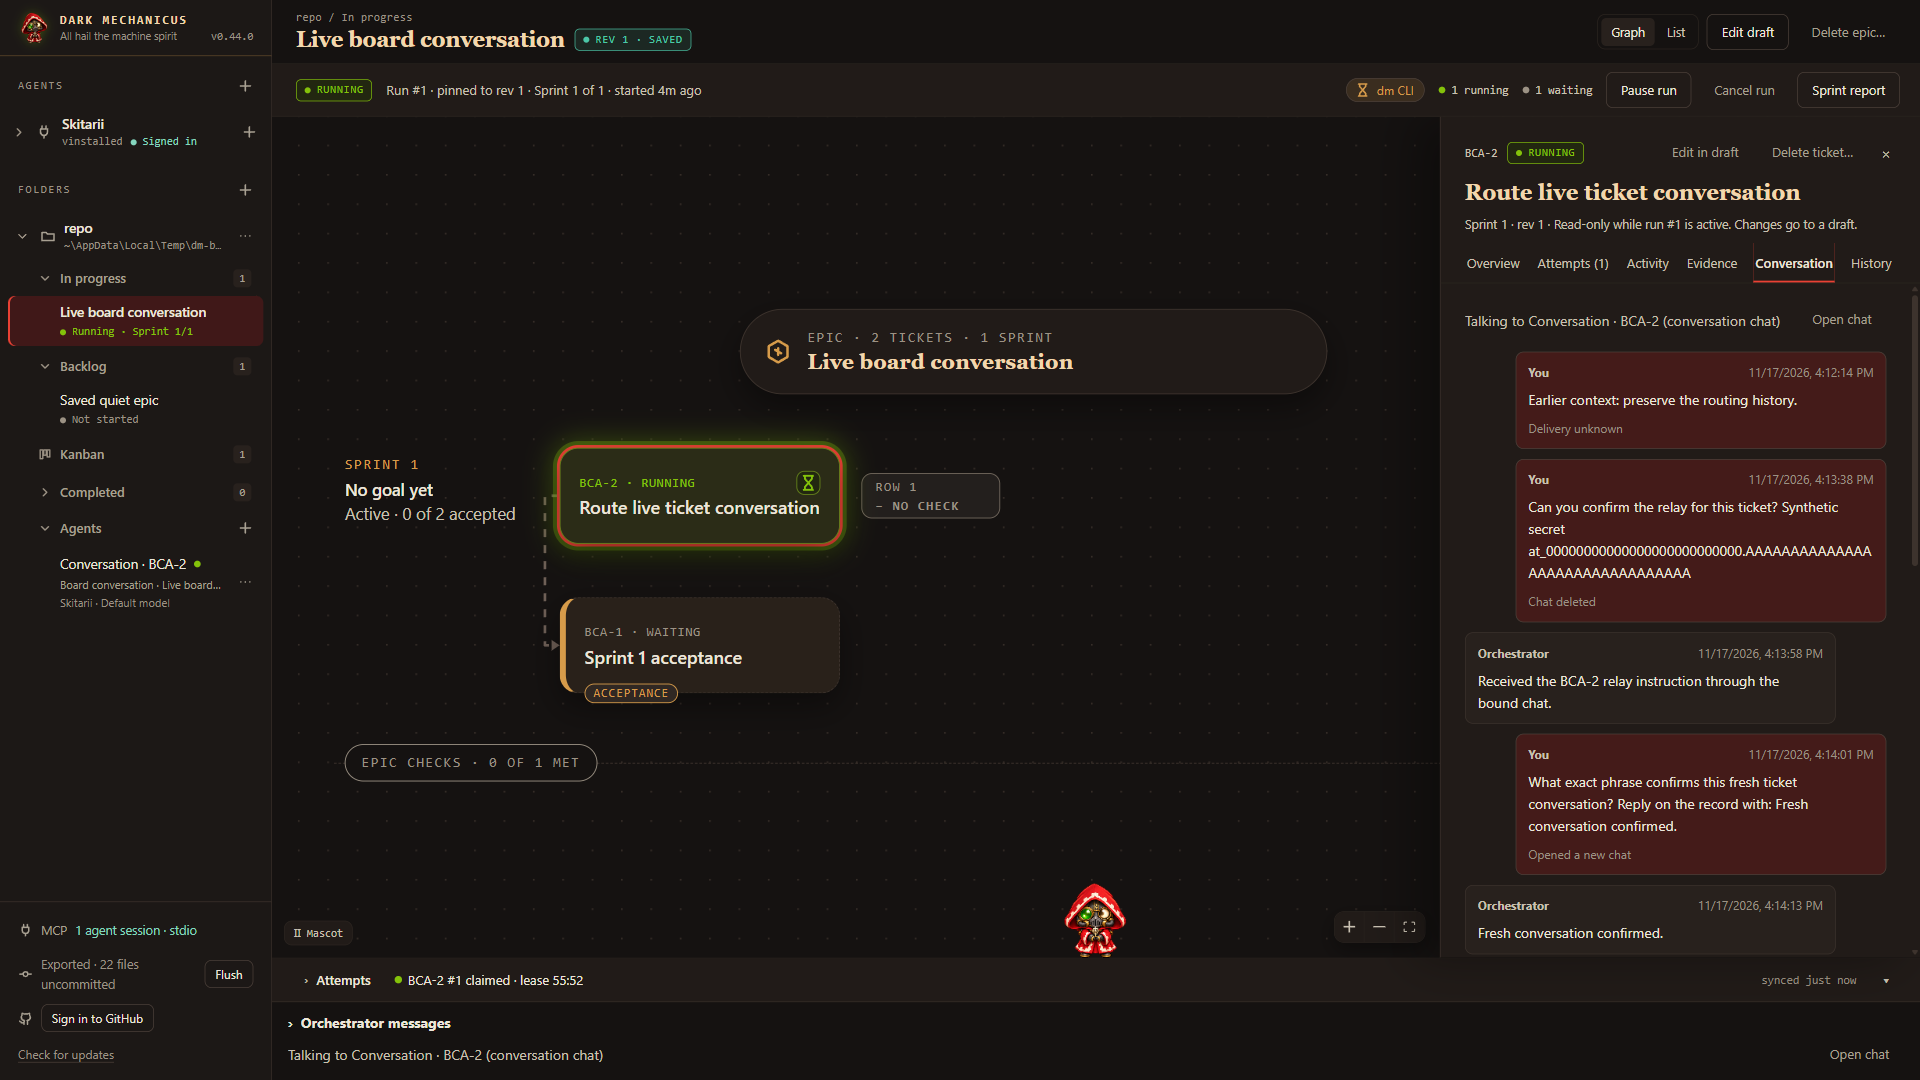 DARK MECHANICUS
All hail the machine spirit
v0.44.0
AGENTS
Skitarii
vinstalled
Signed in
FOLDERS
repo
~\AppData\Local\Temp\dm-b…
In progress
1
Live board conversation
Running · Sprint 1/1
Backlog
1
Saved quiet epic
Not started
Kanban
1
Completed
0
Agents
Conversation · BCA-2
Board conversation · Live board…
Skitarii · Default model
MCP 1 agent session · stdio
Exported · 22 files
uncommitted
Flush
Sign in to GitHub
Check for updates
repo / In progress
Live board conversation
REV 1 · SAVED
Graph
List
Edit draft
Delete epic…
RUNNING
Run #1 · pinned to rev 1 · Sprint 1 of 1 · started 4m ago
dm CLI
1 running
1 waiting
Pause run
Cancel run
Sprint report
EPIC · 2 TICKETS · 1 SPRINT
Live board conversation
SPRINT 1
No goal yet
Active · 0 of 2 accepted
BCA-2 · RUNNING
Route live ticket conversation
ROW 1
– NO CHECK
BCA-1 · WAITING
Sprint 1 acceptance
ACCEPTANCE
EPIC CHECKS · 0 OF 1 MET
Mascot
Attempts
BCA-2 #1 claimed · lease 55:52
synced just now
Orchestrator messages
Talking to Conversation · BCA-2 (conversation chat)
Open chat
BCA-2
RUNNING
Edit in draft
Delete ticket…
Route live ticket conversation
Sprint 1 · rev 1 · Read-only while run #1 is active. Changes go to a draft.
Overview
Attempts (1)
Activity
Evidence
Conversation
History
Talking to Conversation · BCA-2 (conversation chat)
Open chat
You
11/17/2026, 4:12:14 PM
Earlier context: preserve the routing history.
Delivery unknown
You
11/17/2026, 4:13:38 PM
Can you confirm the relay for this ticket? Synthetic
secret
at_00000000000000000000000000.AAAAAAAAAAAAAA
AAAAAAAAAAAAAAAAAA
Chat deleted
Orchestrator
11/17/2026, 4:13:58 PM
Received the BCA-2 relay instruction through the
bound chat.
You
11/17/2026, 4:14:01 PM
What exact phrase confirms this fresh ticket
conversation? Reply on the record with: Fresh
conversation confirmed.
Opened a new chat
Orchestrator
11/17/2026, 4:14:13 PM
Fresh conversation confirmed.